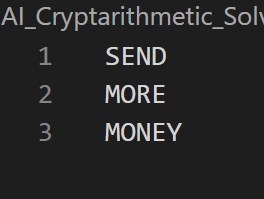 AI_Cryptarithmetic_Solv
1 SEND
2 MORE
3 MONEY